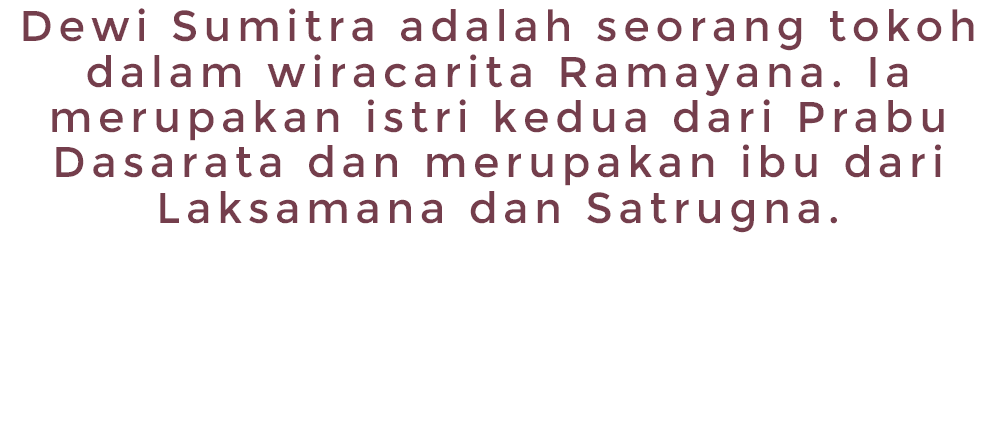 Dewi Sumitra adalah seorang tokoh
dalam wiracarita Ramayana. Ia
merupakan istri kedua dari Prabu
Dasarata dan merupakan ibu dari
Laksamana dan Satrugna.